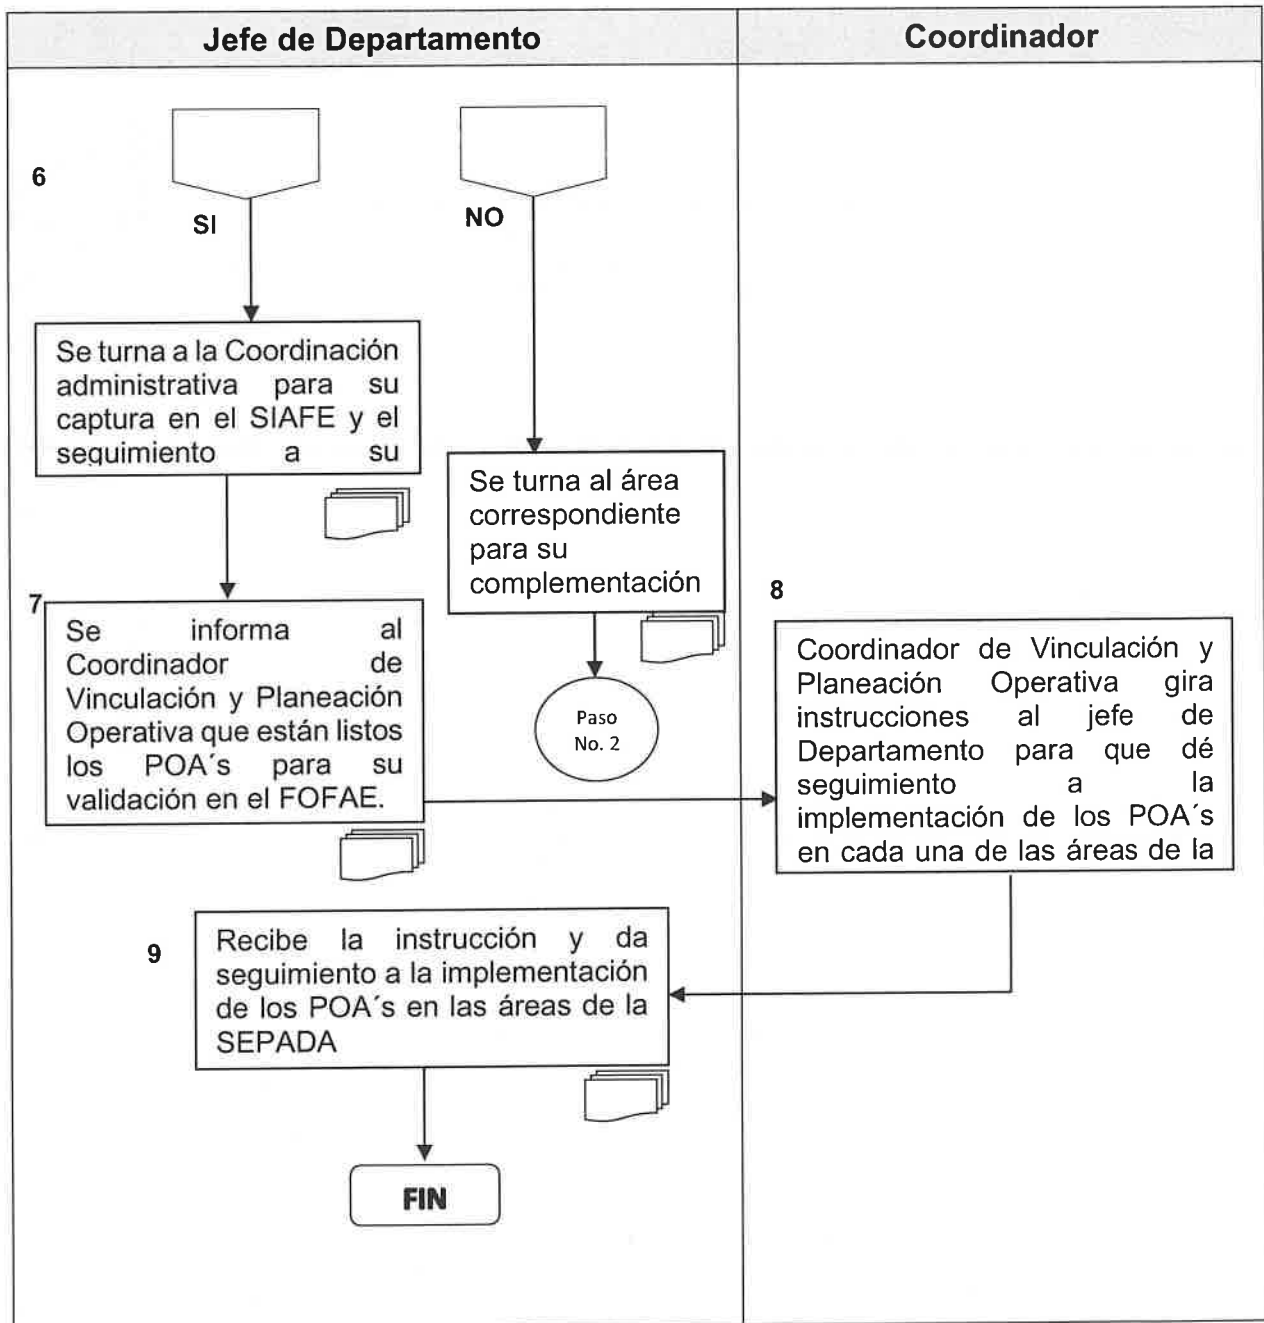 Jefe de Departamento
Coordinador
6
SI
NO
Se turna a la Coordinación
administrativa para su
captura en el SIAFE y el
seguimiento a su
Se turna al área
correspondiente
para su
complementación
7
Se informa al
Coordinador de
Vinculación y Planeación
Operativa que están listos
los POA´s para su
validación en el FOFAE.
Paso
No. 2
8
Coordinador de Vinculación y
Planeación Operativa gira
instrucciones al jefe de
Departamento para que dé
seguimiento a la
implementación de los POA´s
en cada una de las áreas de la
9
Recibe la instrucción y da
seguimiento a la implementación
de los POA´s en las áreas de la
SEPADA
FIN